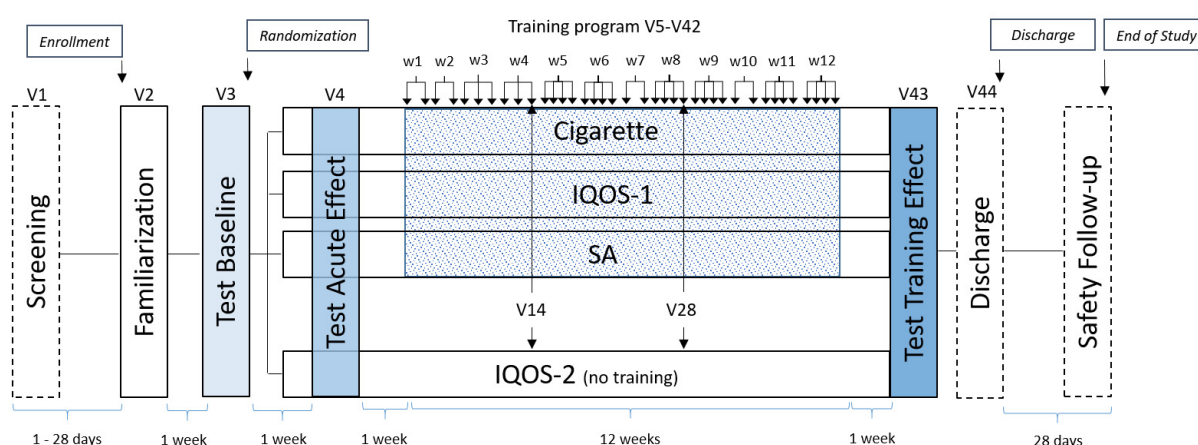 Training program V5-V42
Enrollment
Randomization
Discharge
End of Study
w1 w2 w3 w4 w5 w6 w7 w8 w9 w10 w11 w12
V1 V2 V3 V4 V43 V44
Screening
Familiarization
Test Baseline
Test Acute Effect
Cigarette
IQOS-1
SA
V14 V28
IQOS-2 (no training)
Test Training Effect
Discharge
Safety Follow-up
1 - 28 days 1 week 1 week 1 week 12 weeks 1 week 28 days